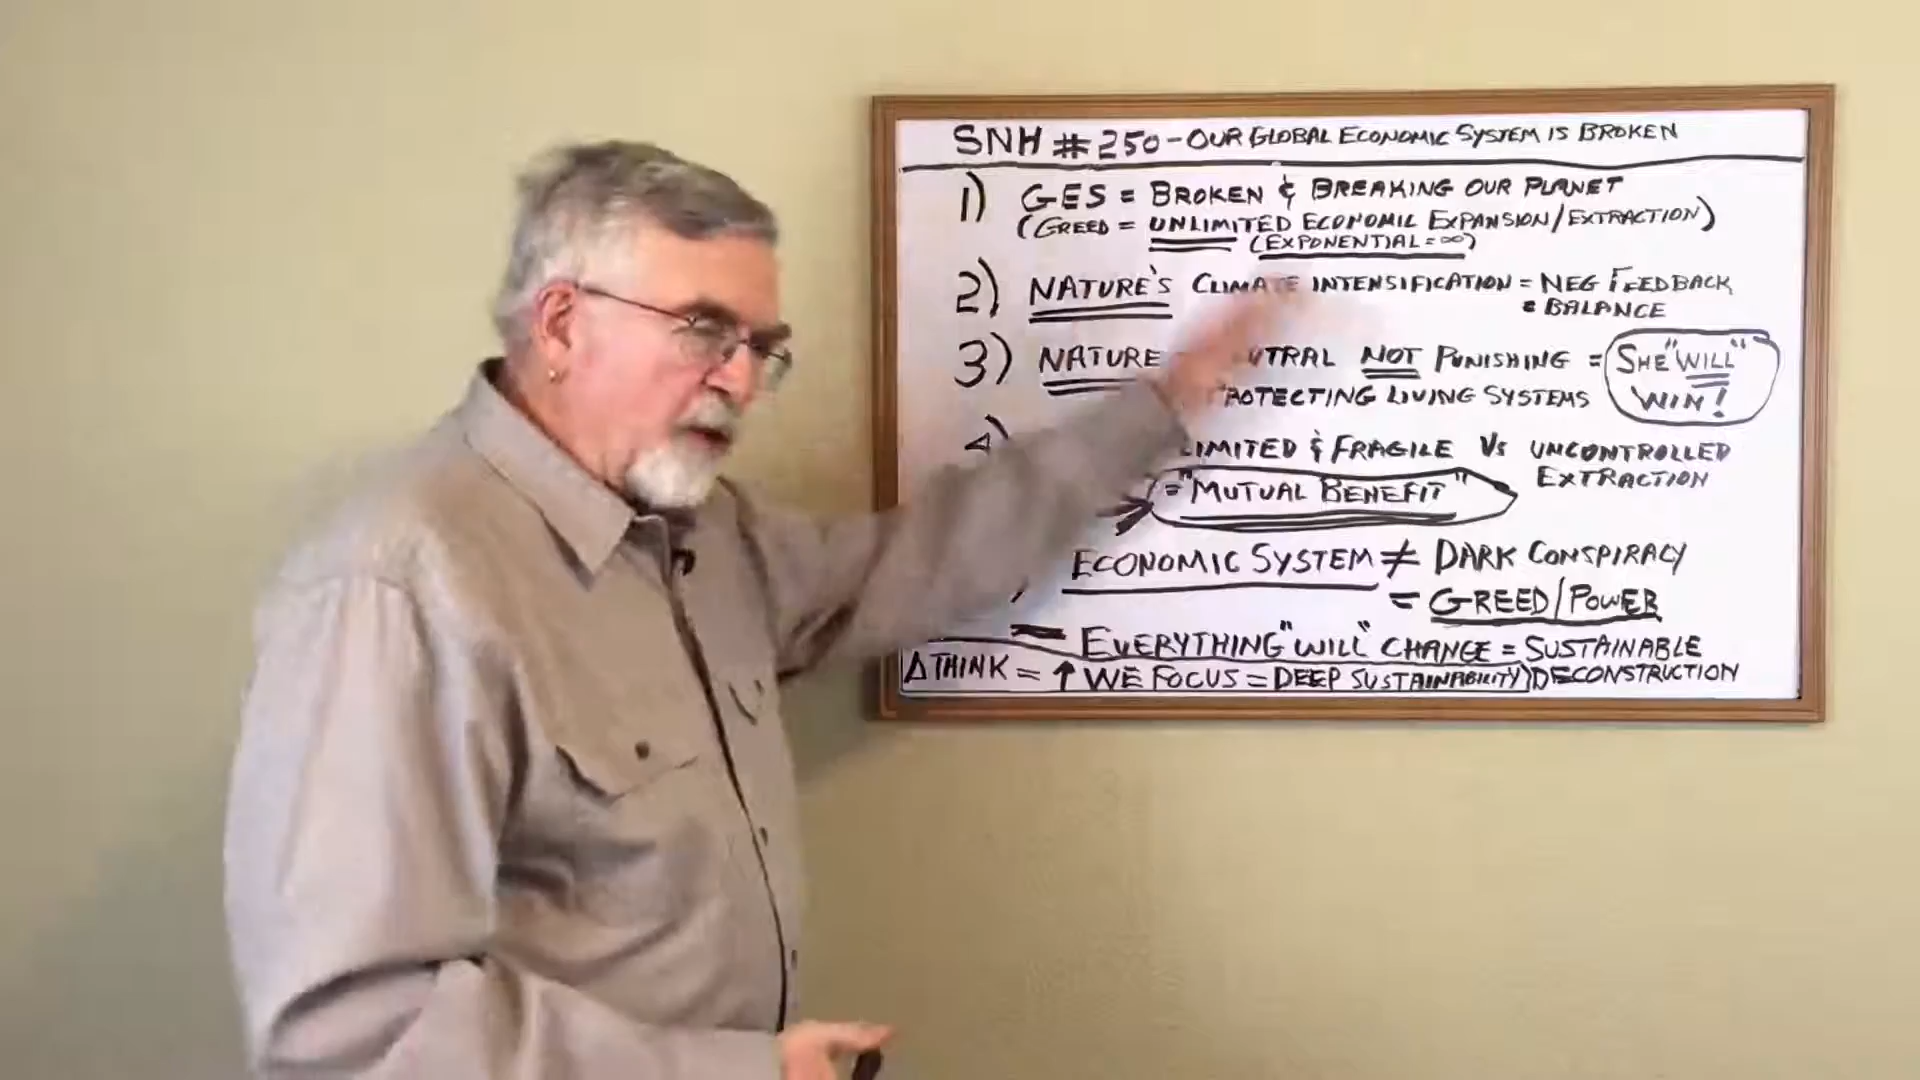 SNH # 250 - OUR GLOBAL ECONOMIC SYSTEM IS BROKEN
1) GES = BROKEN & BREAKING OUR PLANET
(GREED = UNLIMITED ECONOMIC EXPANSION/EXTRACTION)
(EXPONENTIAL = ∞)
2) NATURE'S CLIMATE INTENSIFICATION = NEG FEEDBACK
= BALANCE
3) NATURE NOT PUNISHING = SHE "WILL"
LIVING SYSTEMS WIN!
4) LIMITED & FRAGILE VS UNCONTROLLED
EXTRACTION
= "MUTUAL BENEFIT"
ECONOMIC SYSTEM ≠ DARK CONSPIRACY
= GREED/POWER
= EVERYTHING "WILL" CHANGE = SUSTAINABLE
Δ THINK = ↑ WE FOCUS = DEEP SUSTAINABILITY) DECONSTRUCTION